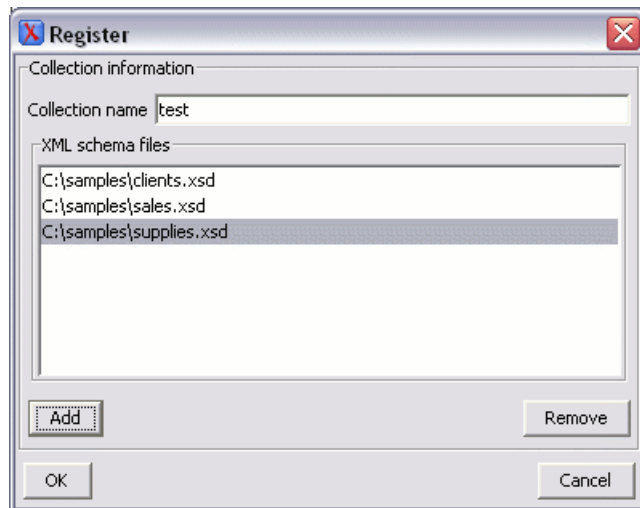 Register
Collection information
Collection name test
XML schema files
C:\samples\clients.xsd
C:\samples\sales.xsd
C:\samples\supplies.xsd
Add Remove
OK Cancel